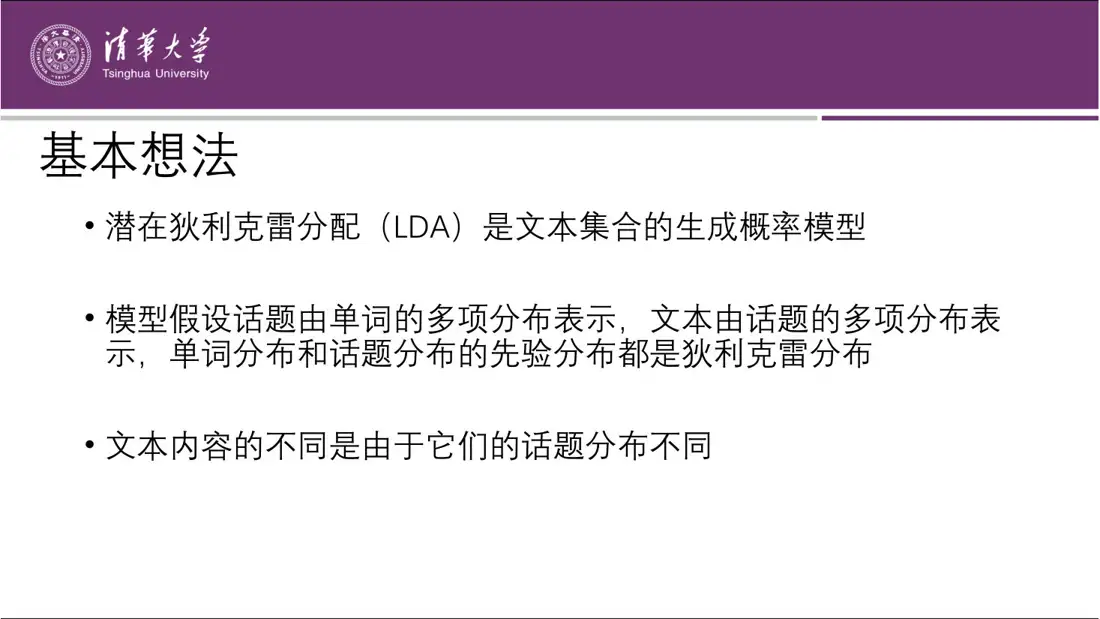 清华大学
Tsinghua University
基本想法
• 潜在狄利克雷分配（LDA）是文本集合的生成概率模型
• 模型假设话题由单词的多项分布表示，文本由话题的多项分布表
示，单词分布和话题分布的先验分布都是狄利克雷分布
• 文本内容的不同是由于它们的话题分布不同